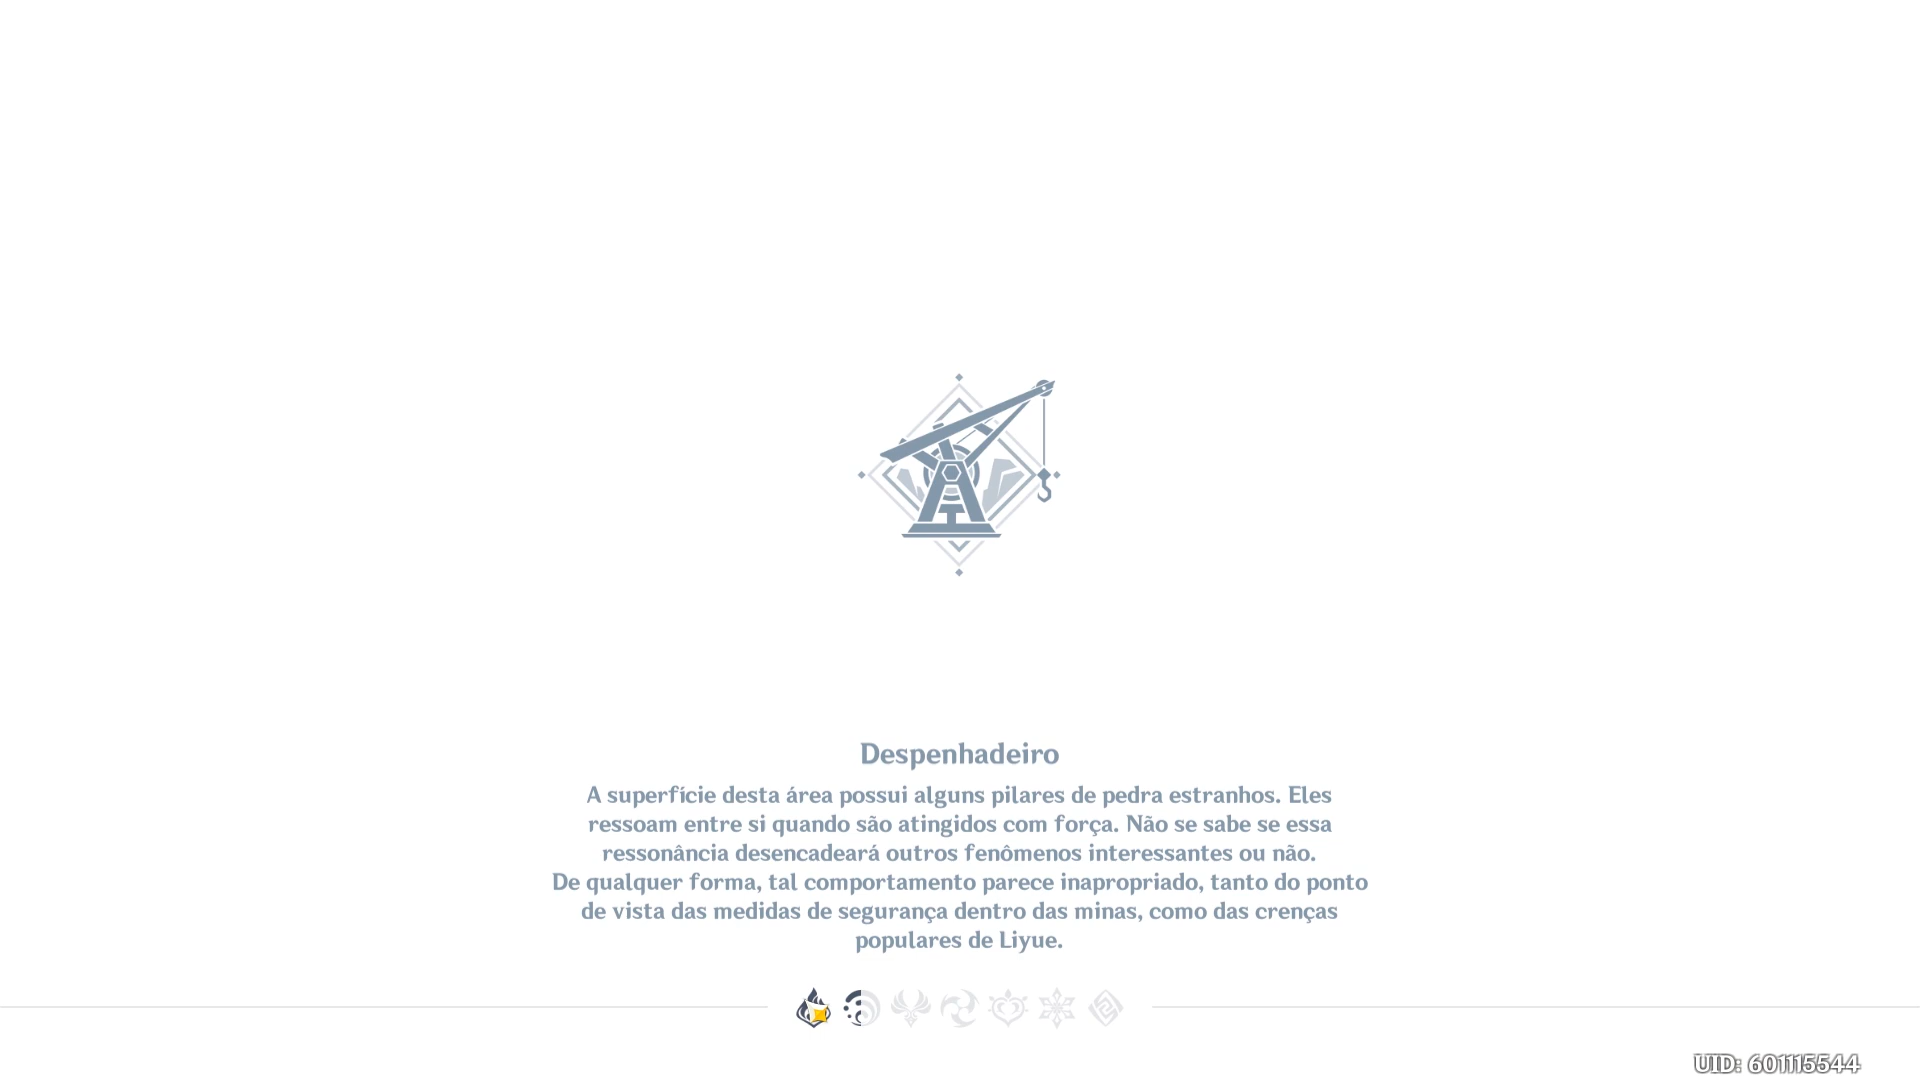 Despenhadeiro
A superfície desta área possui alguns pilares de pedra estranhos. Eles
ressoam entre si quando são atingidos com força. Não se sabe se essa
ressonância desencadeará outros fenômenos interessantes ou não.
De qualquer forma, tal comportamento parece inapropriado, tanto do ponto
de vista das medidas de segurança dentro das minas, como das crenças
populares de Liyue.
UID: 601115544